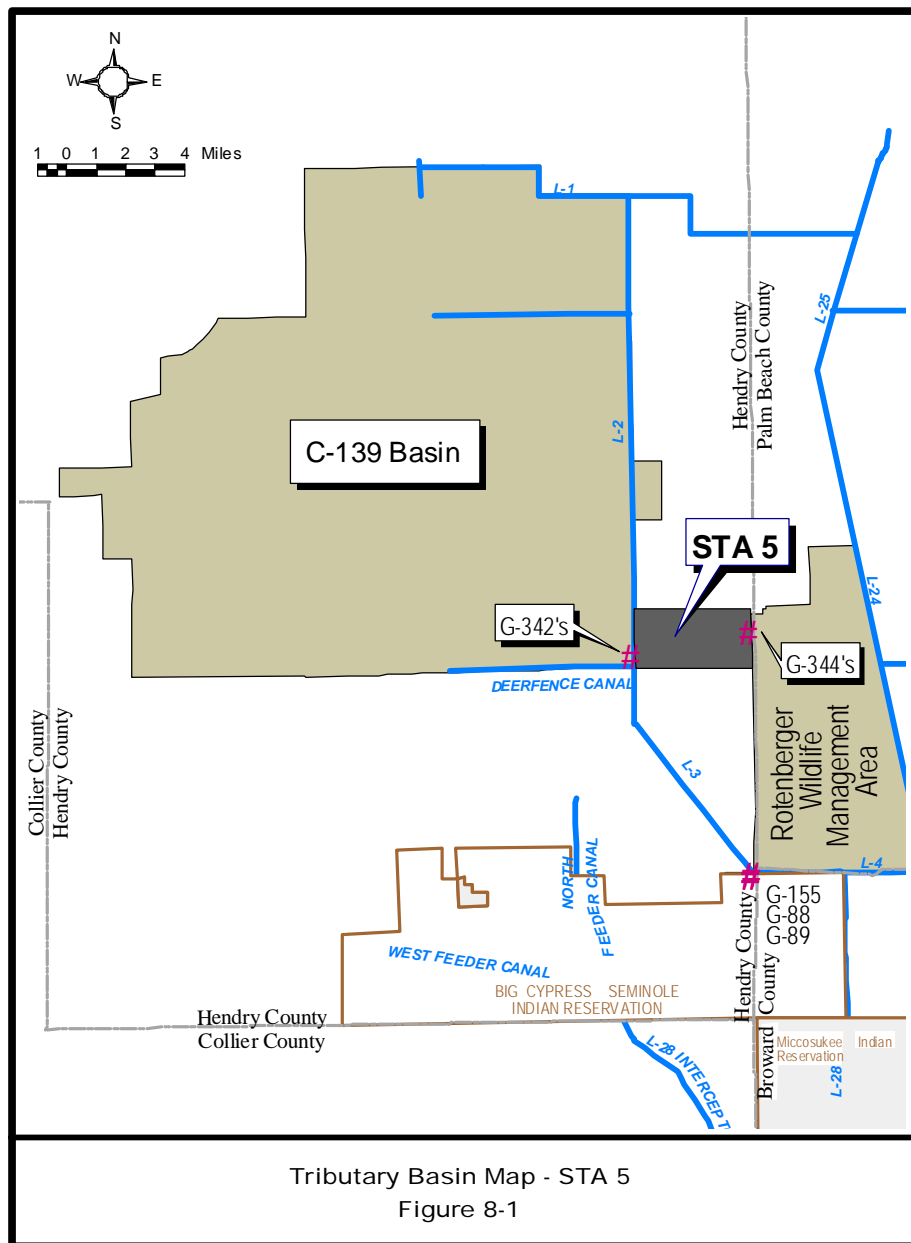 N
W E
S
1 0 1 2 3 4 Miles
L-1
L-25
Hendry County
Palm Beach County
L-2
C-139 Basin
STA 5
L-24
G-342's
#
#
G-344's
DEERFENCE CANAL
Rotenberger
Wildlife
Management
Area
Collier County
Hendry County
L-3
L-4
#
NORTH
FEEDER CANAL
G-155
G-88
G-89
WEST FEEDER CANAL
BIG CYPRESS SEMINOLE
INDIAN RESERVATION
Hendry County
Broward County
Hendry County
Collier County
Miccosukee Indian
Reservation
L-28
L-28 INTERCEPT
Tributary Basin Map - STA 5
Figure 8-1